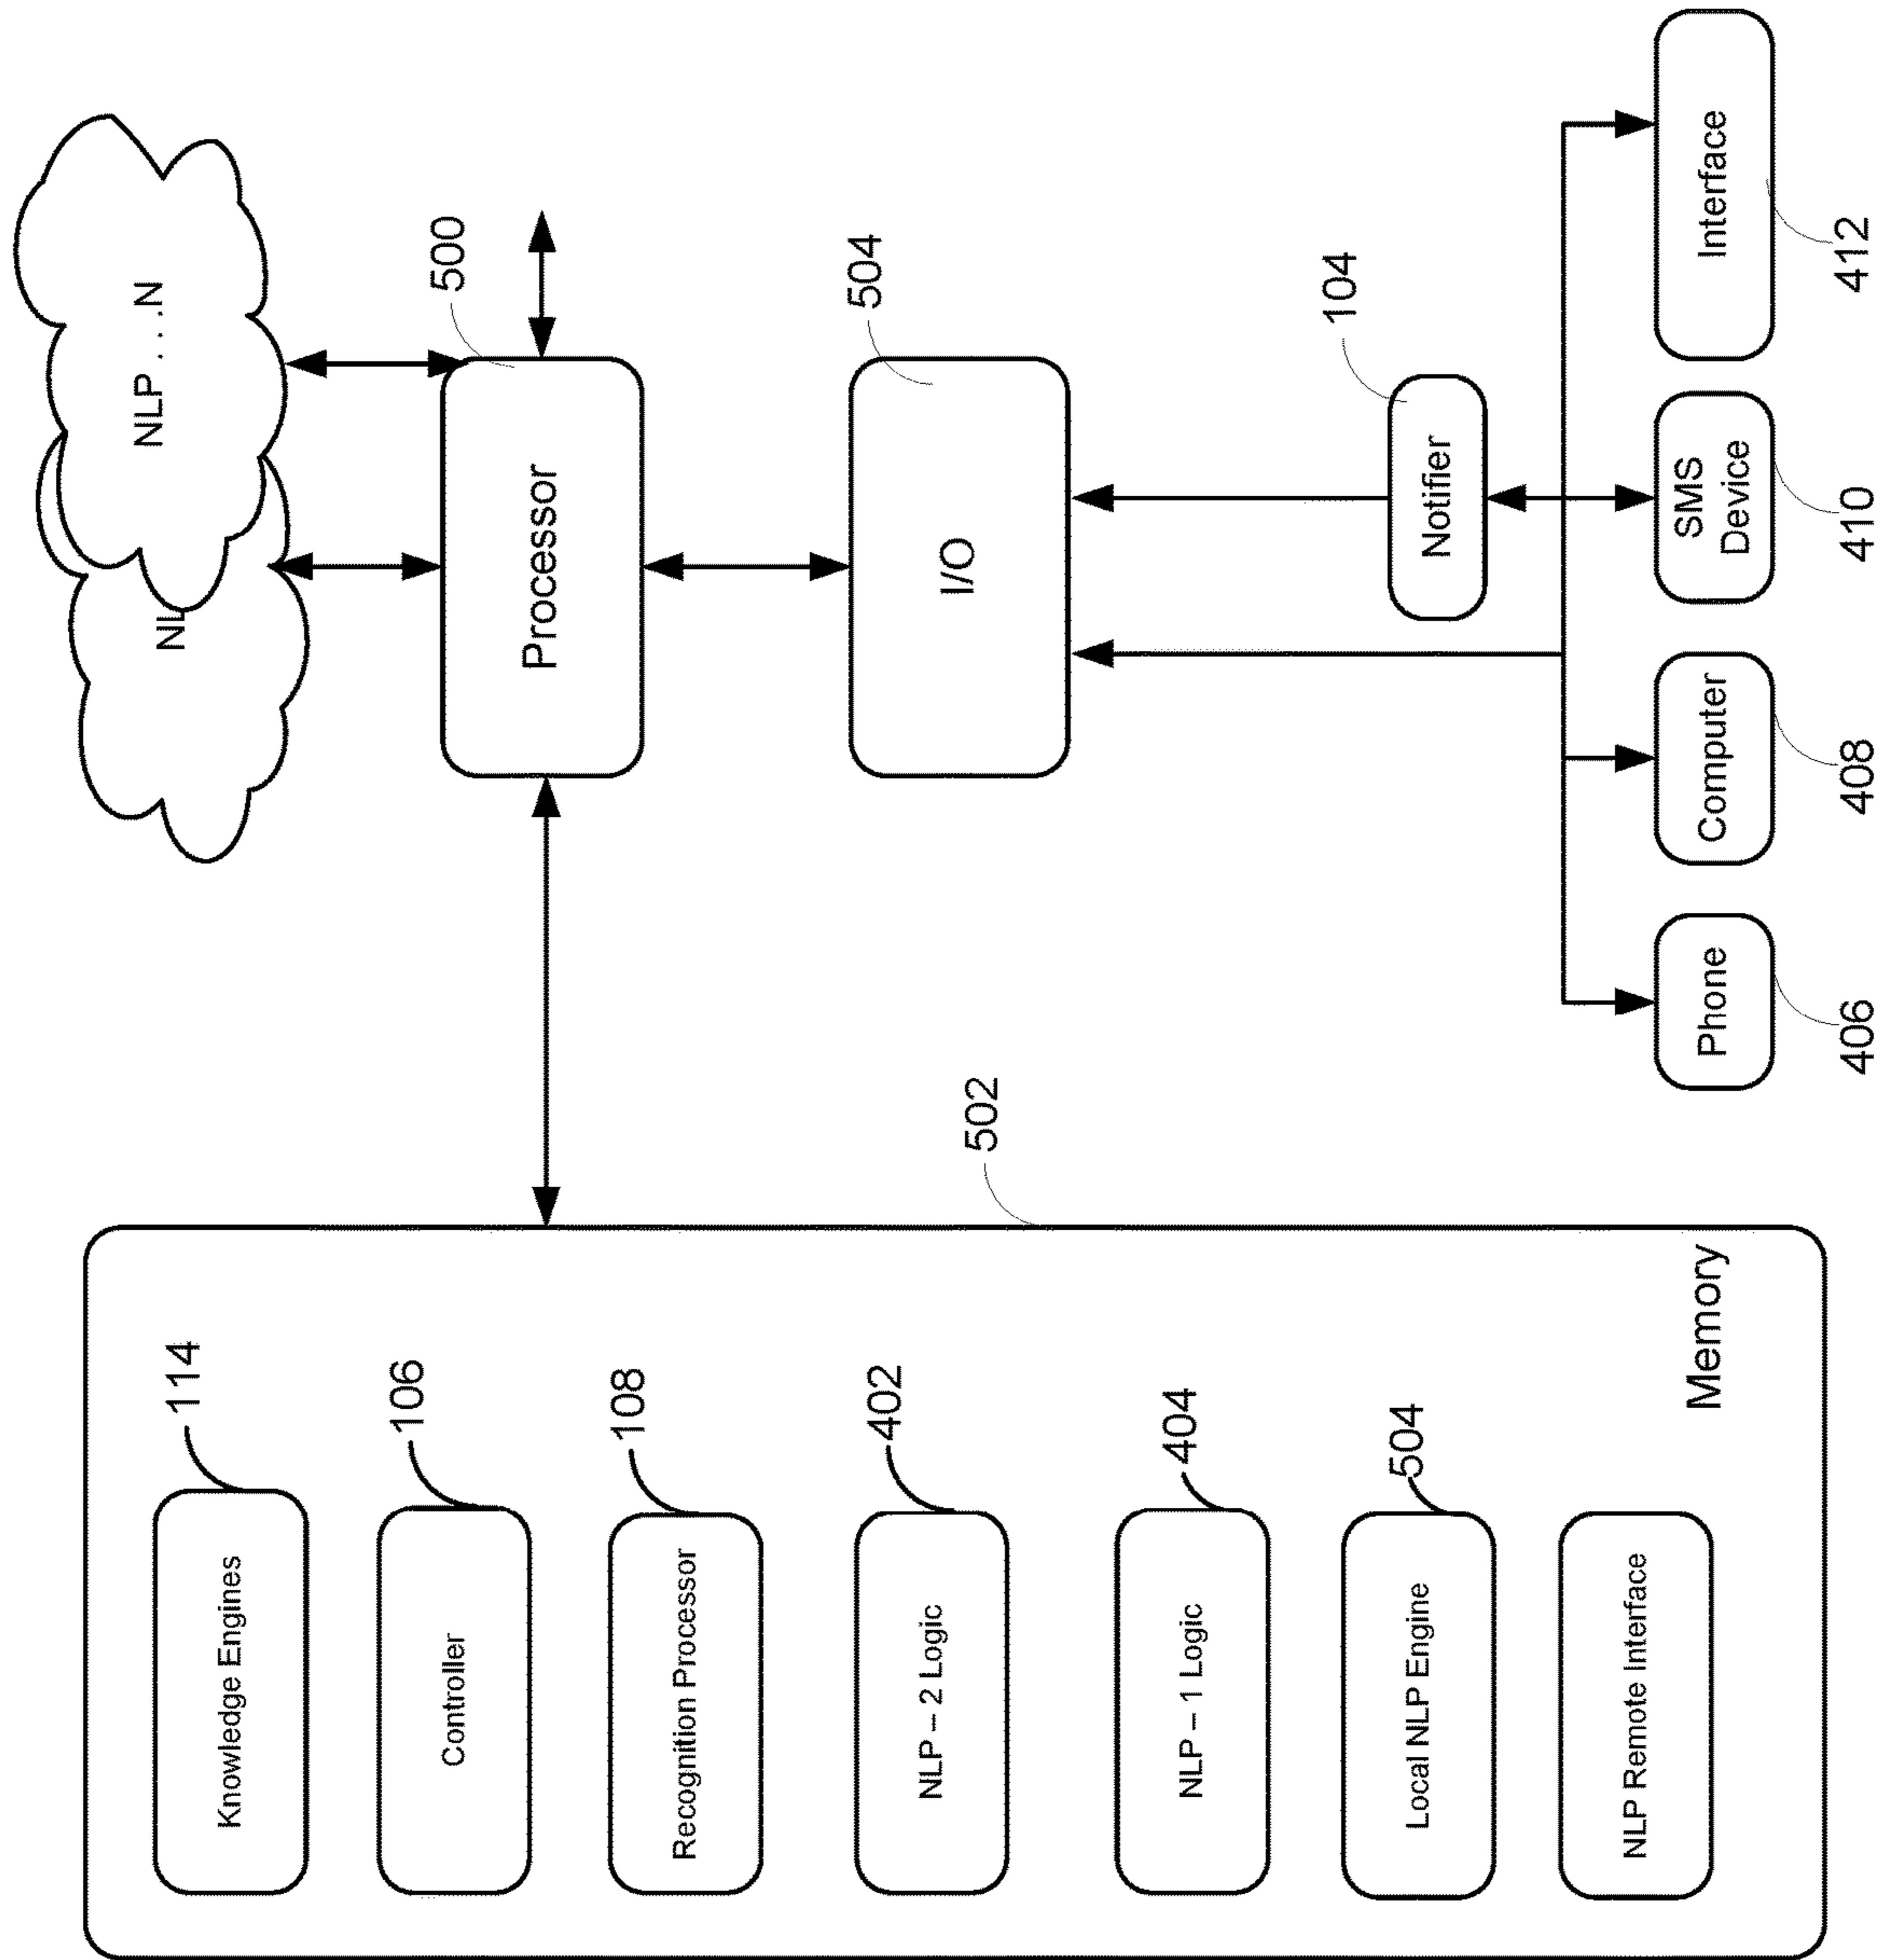 Knowledge Engines
114
Controller
106
Recognition Processor
108
NLP – 2 Logic
402
NLP – 1 Logic
404
Local NLP Engine
504
NLP Remote Interface
Memory
502
NL
NLP . . . .N
Processor
500
I/O
504
Notifier
104
Phone
406
Computer
408
SMS
Device
410
Interface
412